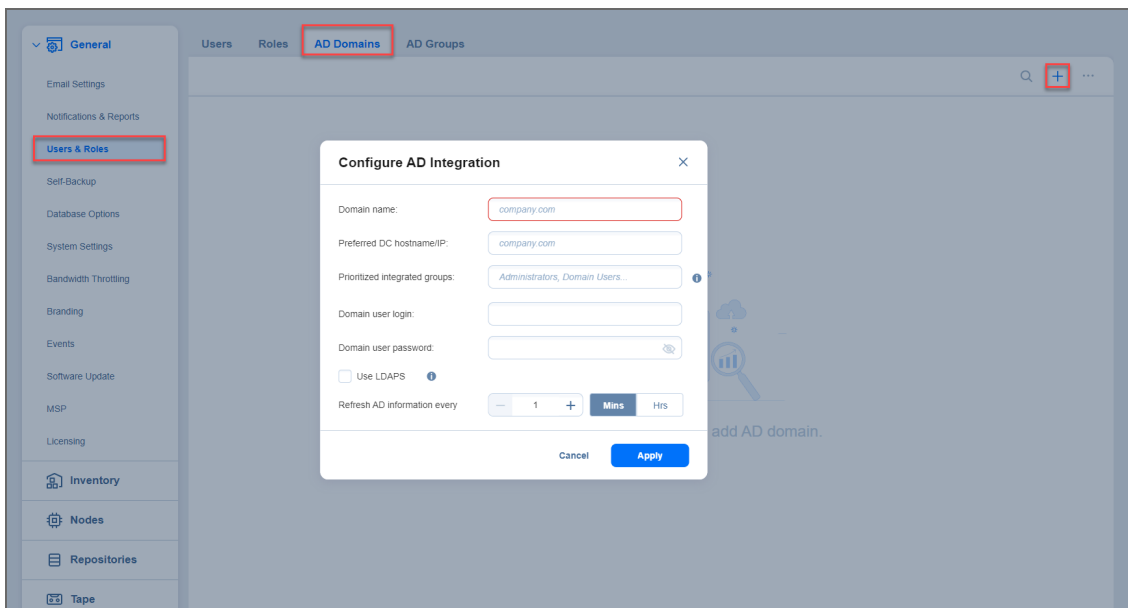 General
Users Roles AD Domains AD Groups
Email Settings
Notifications & Reports
Users & Roles
Self-Backup
Database Options
System Settings
Bandwidth Throttling
Branding
Events
Software Update
MSP
Licensing
Inventory
Nodes
Repositories
Tape
Configure AD Integration
Domain name: company.com
Preferred DC hostname/IP: company.com
Prioritized integrated groups: Administrators, Domain Users...
Domain user login:
Domain user password:
Use LDAPS
Refresh AD information every 1 Mins Hrs
Cancel Apply
add AD domain.